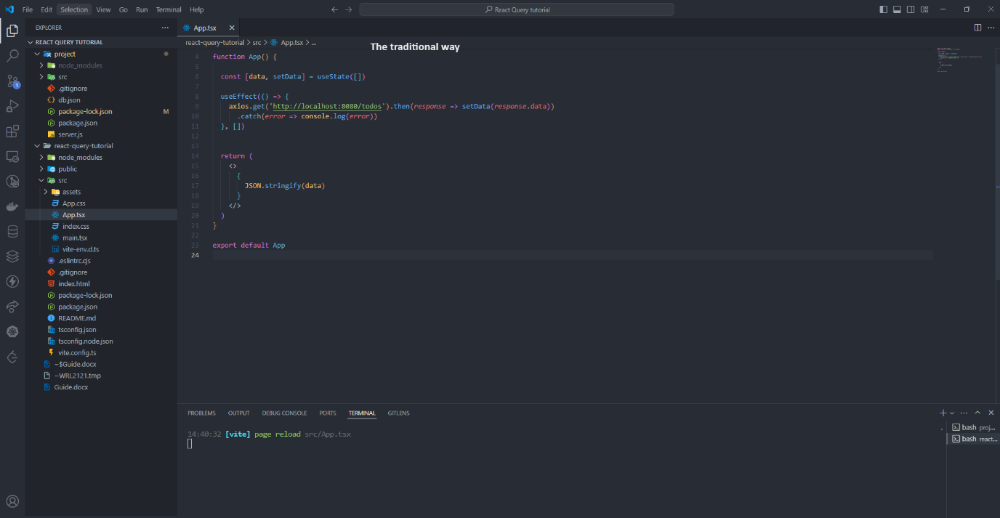 File Edit Selection View Go Run Terminal Help
React Query tutorial
EXPLORER
REACT QUERY TUTORIAL
project
node_modules
src
.gitignore
db.json
package-lock.json M
package.json
server.js
react-query-tutorial
node_modules
public
src
assets
App.css
App.tsx
index.css
main.tsx
vite-env.d.ts
.eslintrc.cjs
.gitignore
index.html
package-lock.json
package.json
README.md
tsconfig.json
tsconfig.node.json
vite.config.ts
~$Guide.docx
~WRL2121.tmp
Guide.docx
1
App.tsx
react-query-tutorial > src > App.tsx > ...
The traditional way
4 function App() {
5
6 const [data, setData] = useState([])
7
8 useEffect(() => {
9 axios.get('http://localhost:8080/todos').then(response => setData(response.data))
10 .catch(error => console.log(error))
11 }, [])
12
13
14 return (
15 <>
16 {
17 JSON.stringify(data)
18 }
19 </>
20 )
21 }
22
23 export default App
24
PROBLEMS OUTPUT DEBUG CONSOLE PORTS TERMINAL GITLENS
14:40:32 [vite] page reload src/App.tsx
bash proj...
bash react...